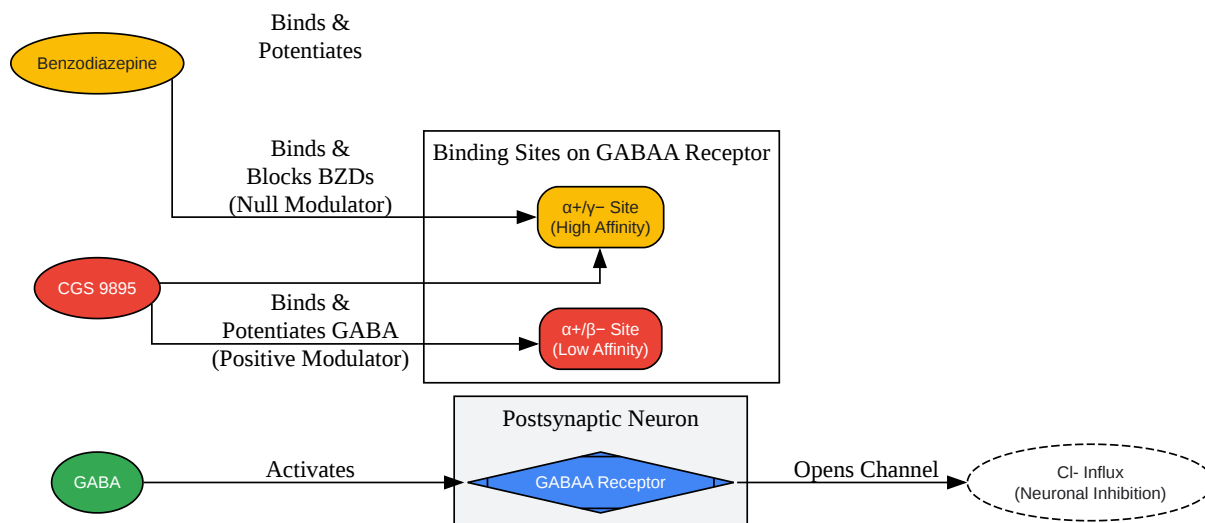 Binds &
Potentiates
Benzodiazepine
Binds &
Blocks BZDs
(Null Modulator)
Binding Sites on GABAA Receptor
α+/γ− Site
(High Affinity)
CGS 9895
Binds &
Potentiates GABA
(Positive Modulator)
α+/β− Site
(Low Affinity)
Postsynaptic Neuron
GABA
Activates
GABAA Receptor
Opens Channel
Cl- Influx
(Neuronal Inhibition)